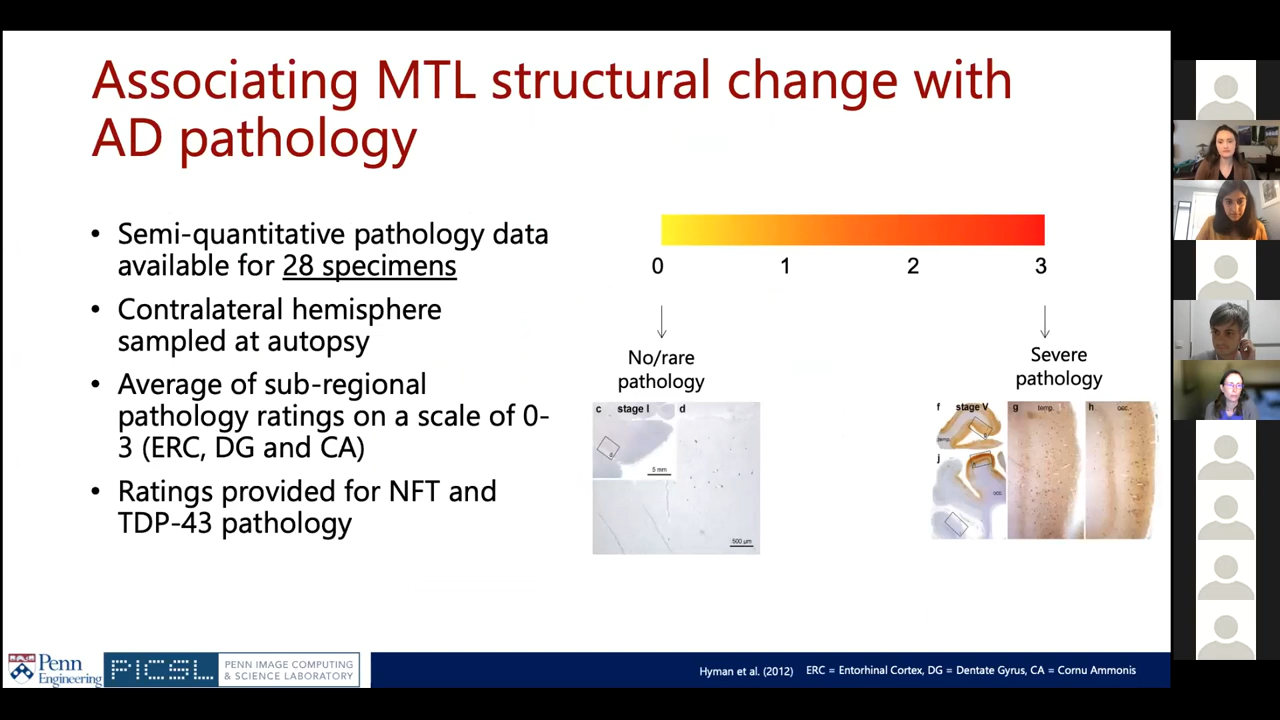 Associating MTL structural change with
AD pathology
• Semi-quantitative pathology data
available for 28 specimens
• Contralateral hemisphere
sampled at autopsy
• Average of sub-regional
pathology ratings on a scale of 0-
3 (ERC, DG and CA)
• Ratings provided for NFT and
TDP-43 pathology
0 1 2 3
No/rare
pathology
Severe
pathology
c stage I d
5 mm
500 µm
f stage V g temp. h occ.
temp.
j
occ.
Penn
Engineering
PICSL
PENN IMAGE COMPUTING
& SCIENCE LABORATORY
Hyman et al. (2012) ERC = Entorhinal Cortex, DG = Dentate Gyrus, CA = Cornu Ammonis